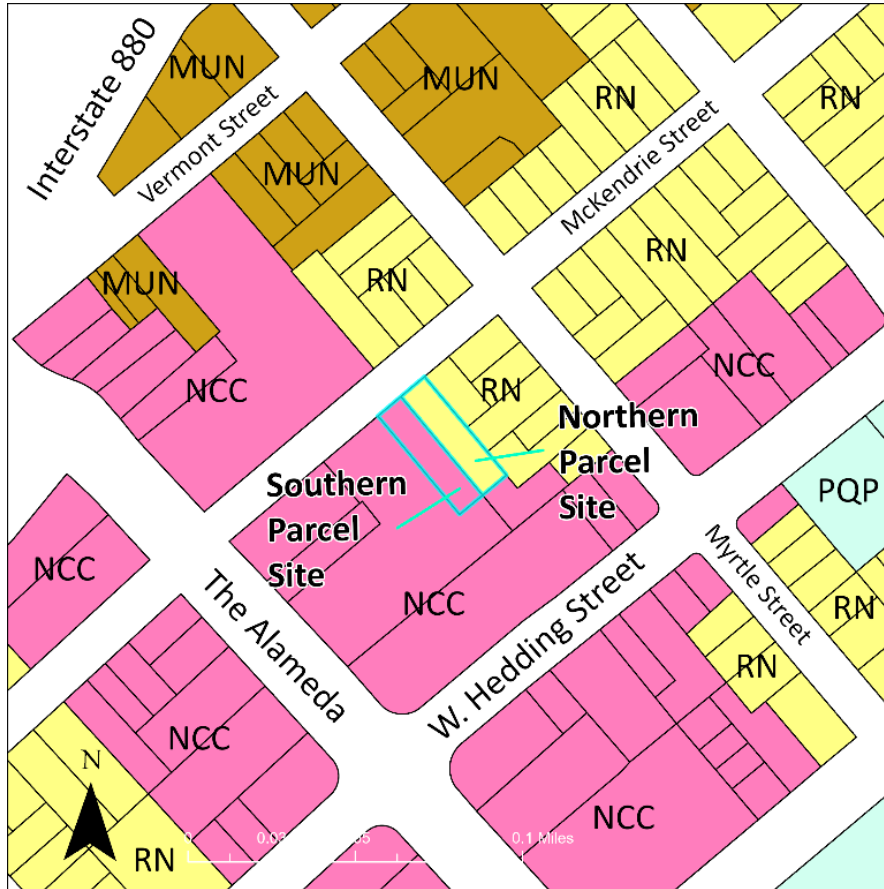 Interstate 880
MUN
MUN
RN
RN
Vermont Street
MUN
McKendrie Street
RN
RN
MUN
NCC
RN
NCC
Northern
Parcel
Site
Southern
Parcel
Site
PQP
NCC
NCC
The Alameda
W. Hedding Street
Myrtle Street
RN
RN
NCC
NCC
N
RN
0.1 Miles